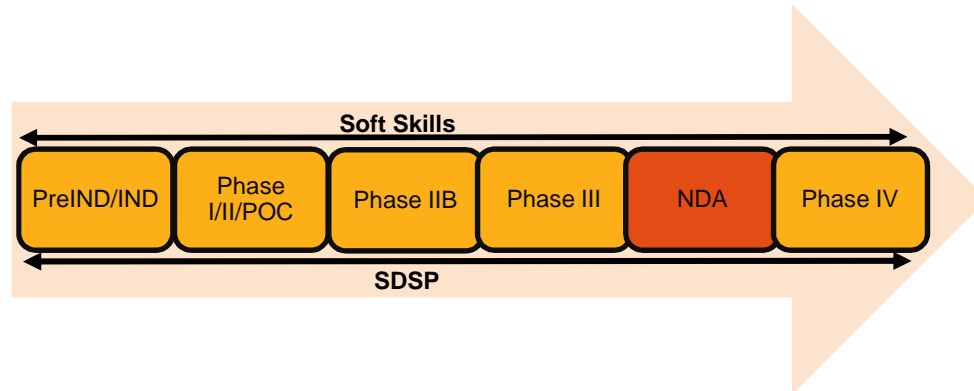 Soft Skills
PreIND/IND
Phase
I/II/POC
Phase IIB
Phase III
NDA
Phase IV
SDSP